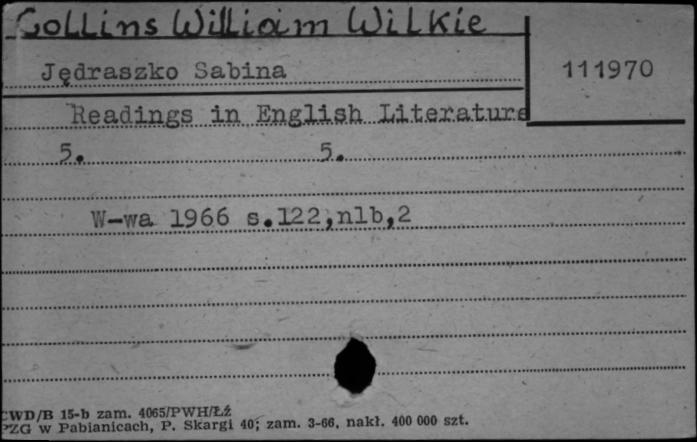 Collins William Wilkie
Jędraszko Sabina
111970
Readings in English Literature
5. 5.
W-wa 1966 s.122,nlb,2
CWD/B 15-b zam. 4065/PWH/Łź
PZG w Pabianicach, P. Skargi 40; zam. 3-66, nakł. 400 000 szt.